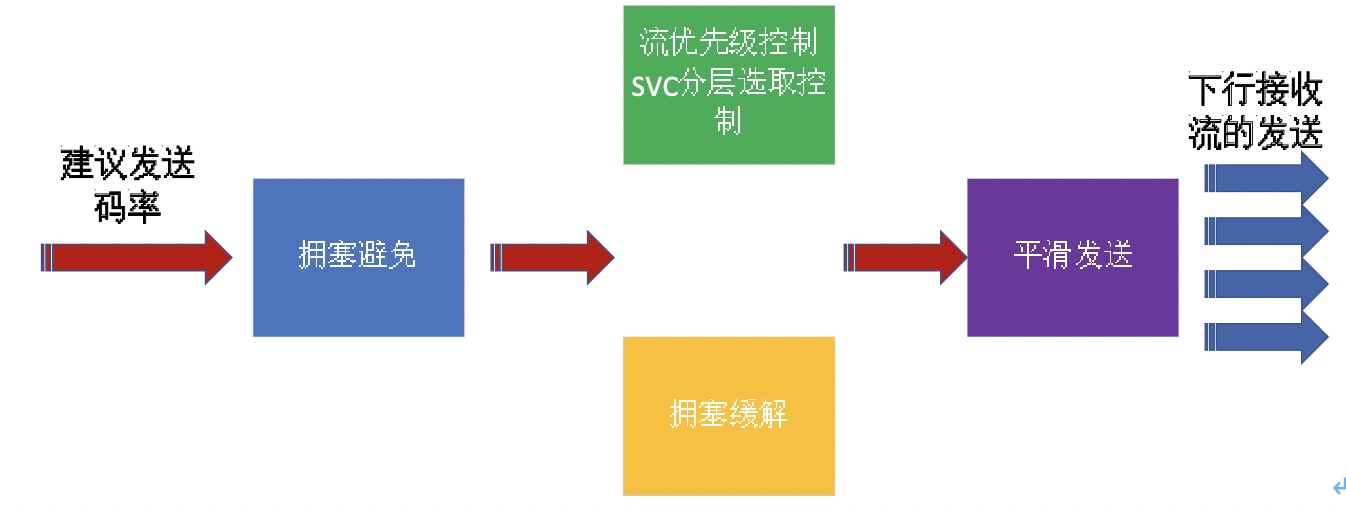 建议发送
码率
拥塞避免
流优先级控制
SVC分层选取控
制
拥塞缓解
平滑发送
下行接收
流的发送